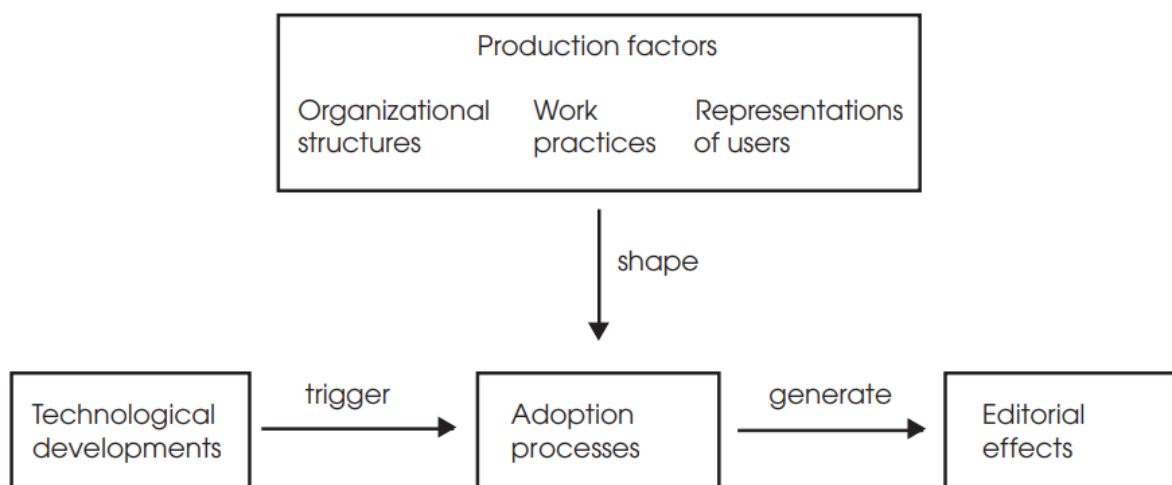 Production factors
Organizational
structures
Work
practices
Representations
of users
shape
Technological
developments
trigger
Adoption
processes
generate
Editorial
effects